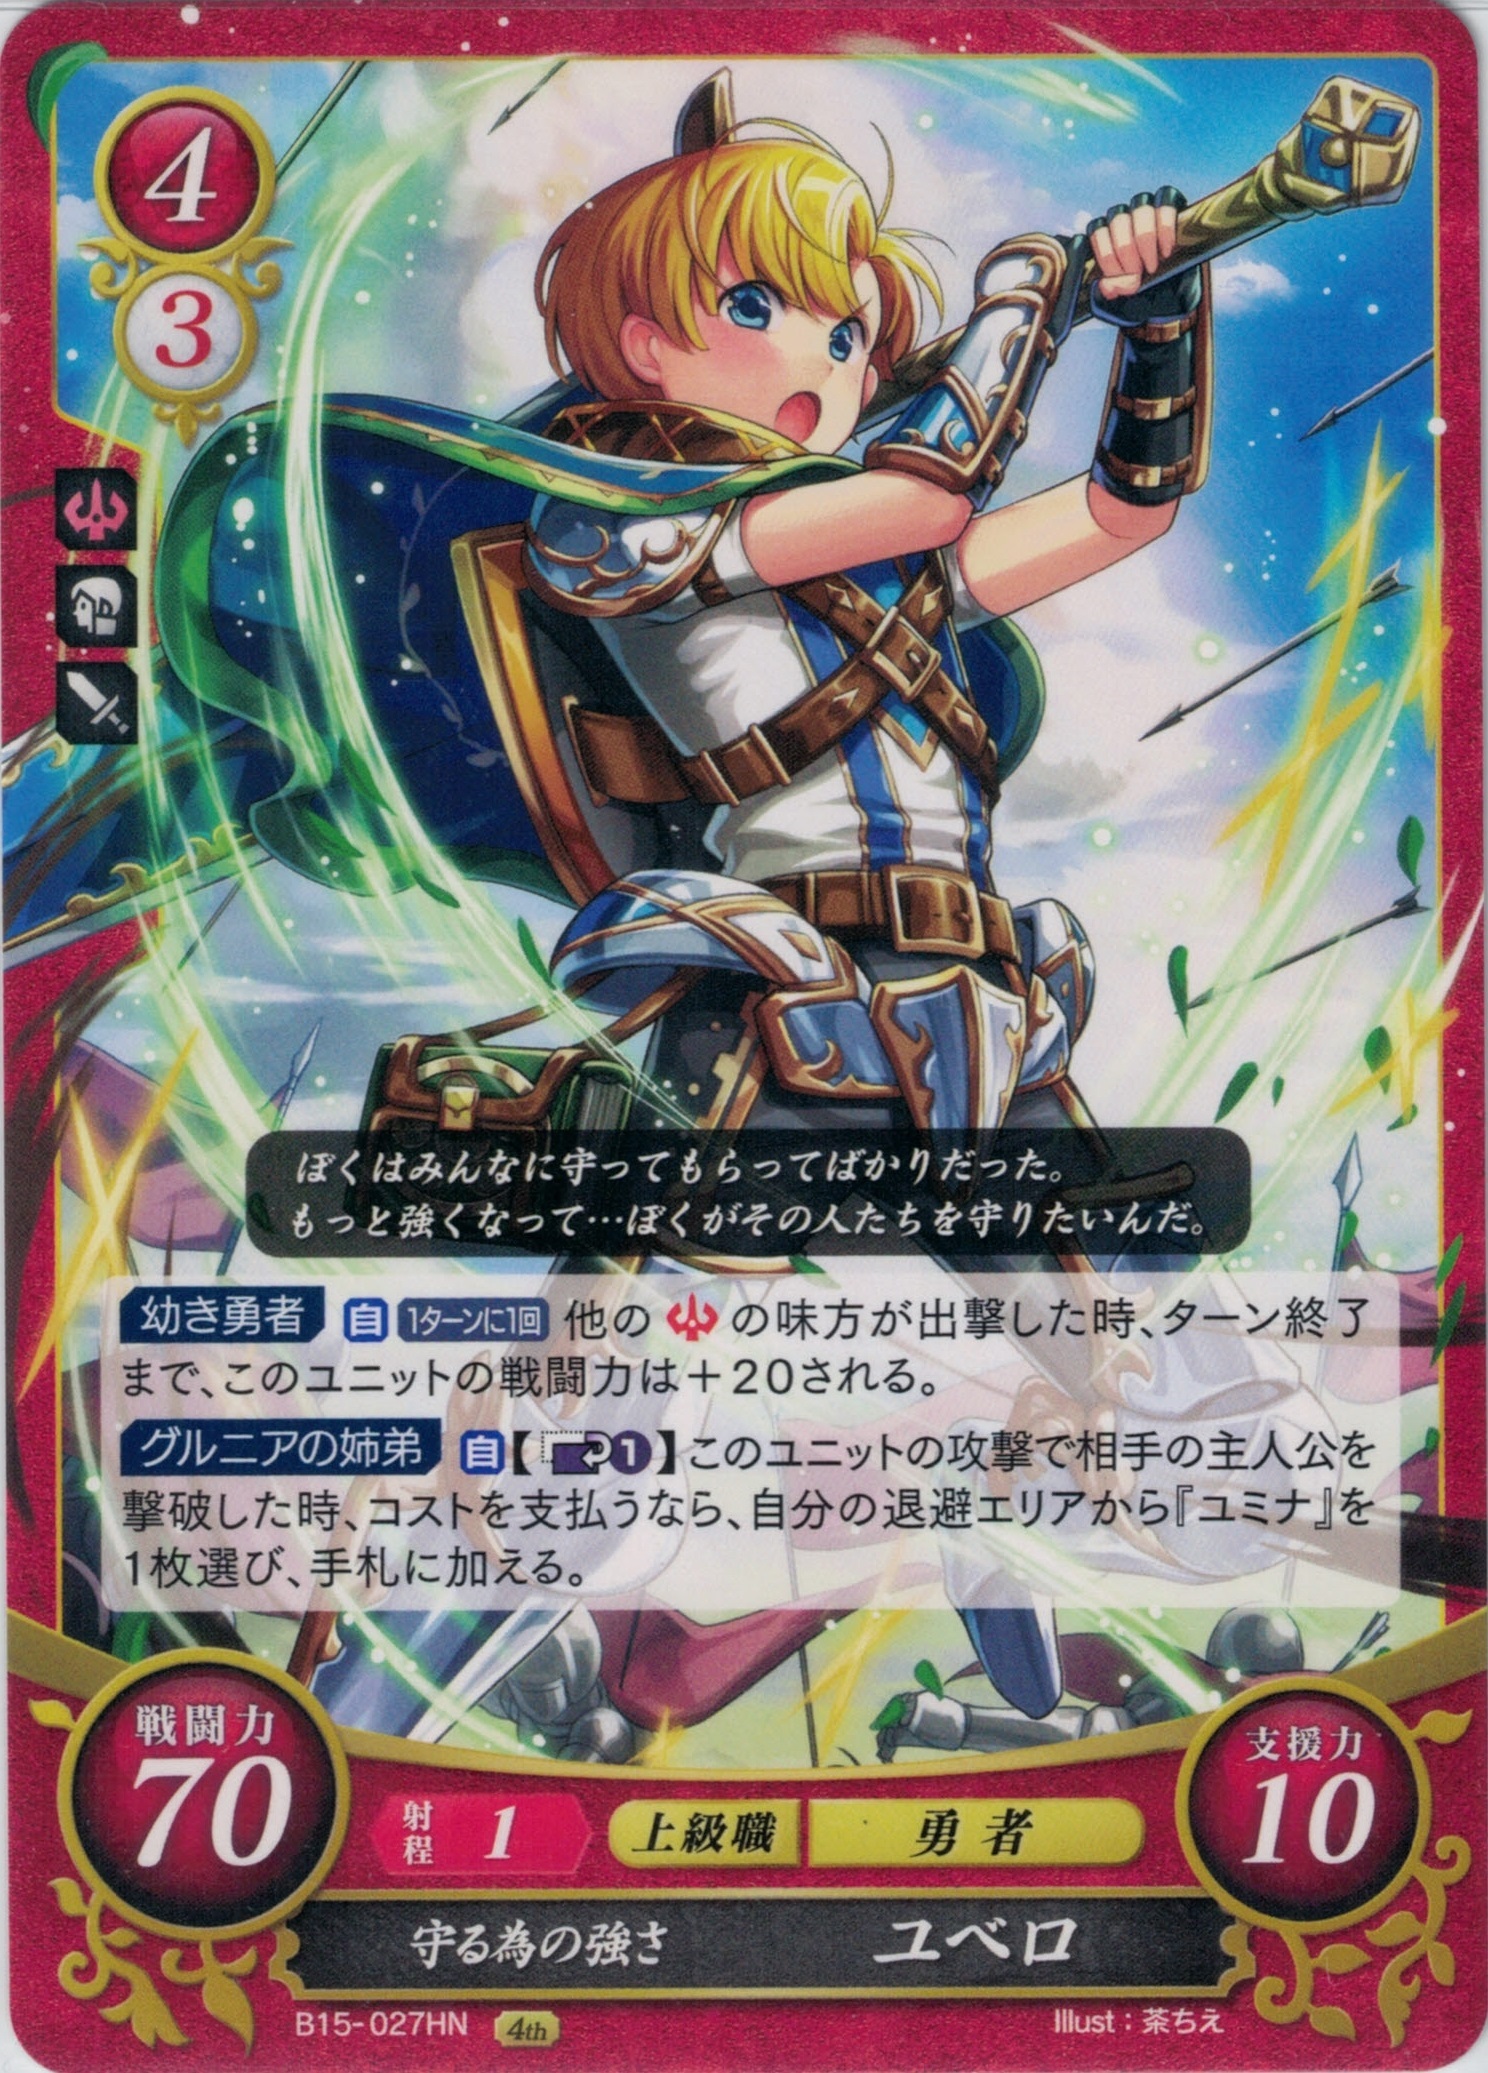 4
3
ぼくはみんなに守ってもらってばかりだった。
もっと強くなって…ぼくがその人たちを守りたいんだ。
幼き勇者 自 1ターンに1回 他の の味方が出撃した時、ターン終了
まで、このユニットの戦闘力は＋20される。
グルニアの姉弟 自【 1】このユニットの攻撃で相手の主人公を
撃破した時、コストを支払うなら、自分の退避エリアから『ユミナ』を
1枚選び、手札に加える。
戦闘力
70
射程 1
上級職 勇者
支援力
10
守る為の強さ ユベロ
B15-027HN 4th Illust：茶ちえ